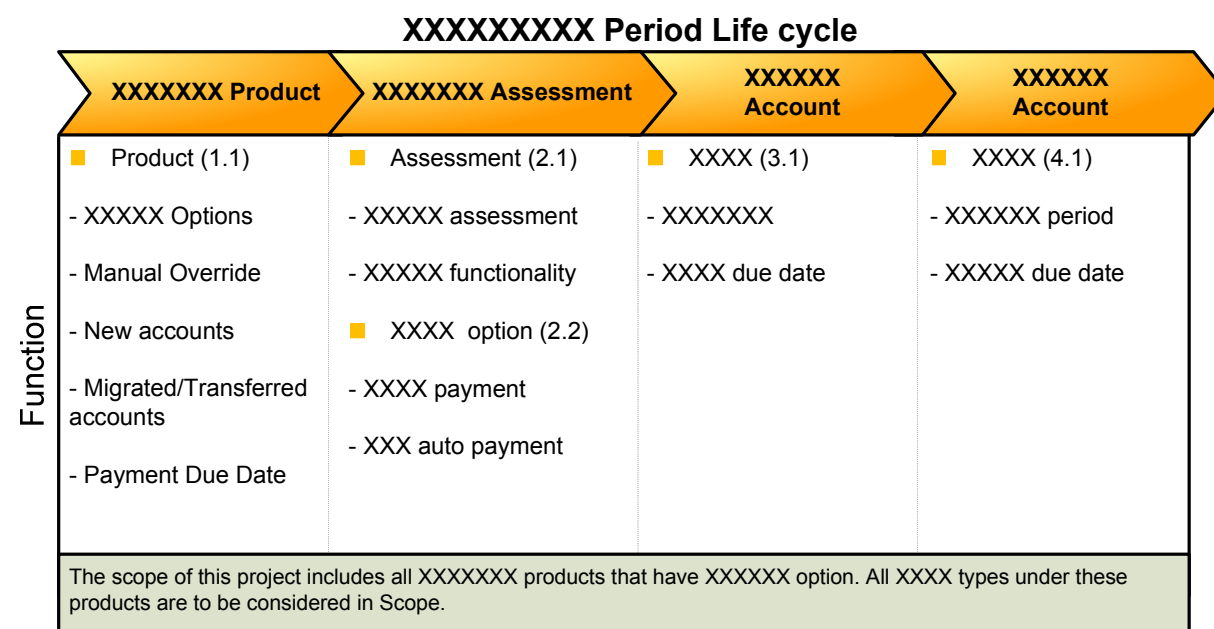 XXXXXXXXX Period Life cycle
XXXXXXX Product
XXXXXXX Assessment
XXXXXX
Account
XXXXXX
Account
Function
Product (1.1)
- XXXXX Options
- Manual Override
- New accounts
- Migrated/Transferred
accounts
- Payment Due Date
Assessment (2.1)
- XXXXX assessment
- XXXXX functionality
XXXX option (2.2)
- XXXX payment
- XXX auto payment
XXXX (3.1)
- XXXXXXX
- XXXX due date
XXXX (4.1)
- XXXXXX period
- XXXXX due date
The scope of this project includes all XXXXXXX products that have XXXXXX option. All XXXX types under these
products are to be considered in Scope.